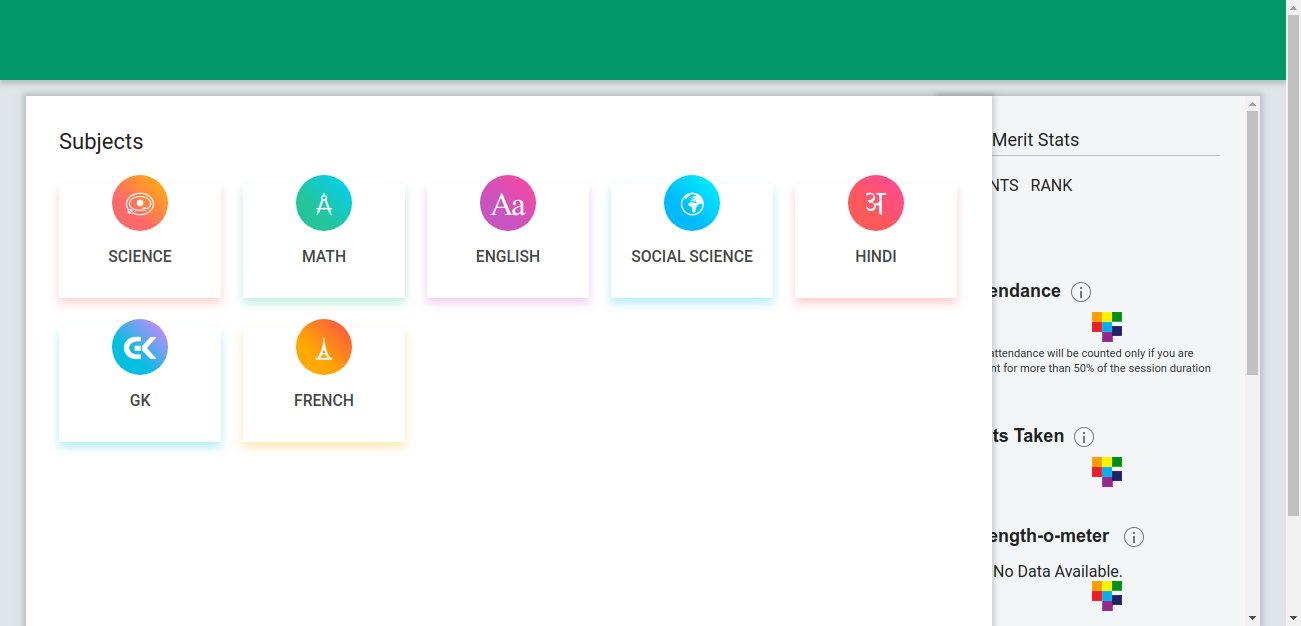 Subjects
Aa
अ
SCIENCE
MATH
ENGLISH
SOCIAL SCIENCE
HINDI
GK
GK
FRENCH
Merit Stats
NTS RANK
endance
attendance will be counted only if you are
nt for more than 50% of the session duration
ts Taken
ength-o-meter
No Data Available.